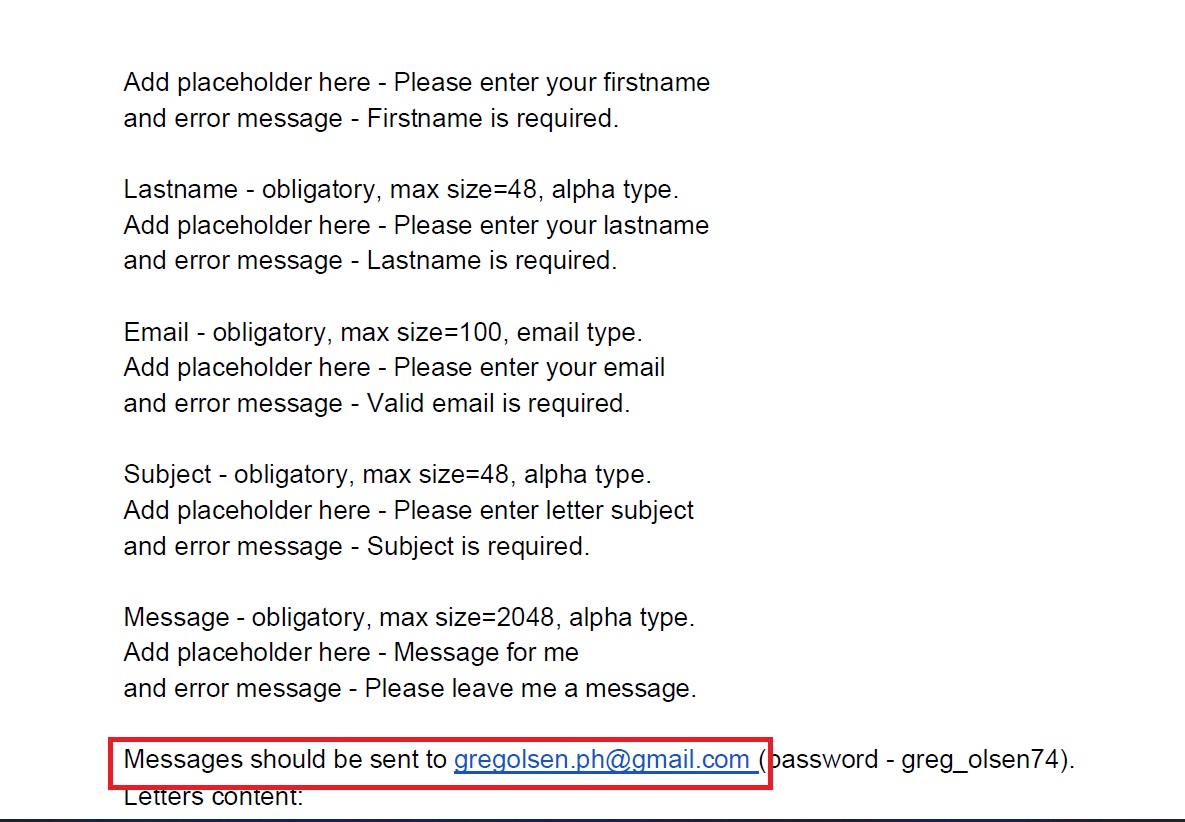 Add placeholder here - Please enter your firstname
and error message - Firstname is required.
Lastname - obligatory, max size=48, alpha type.
Add placeholder here - Please enter your lastname
and error message - Lastname is required.
Email - obligatory, max size=100, email type.
Add placeholder here - Please enter your email
and error message - Valid email is required.
Subject - obligatory, max size=48, alpha type.
Add placeholder here - Please enter letter subject
and error message - Subject is required.
Message - obligatory, max size=2048, alpha type.
Add placeholder here - Message for me
and error message - Please leave me a message.
Messages should be sent to gregolsen.ph@gmail.com (password - greg_olsen74).
Letters content: